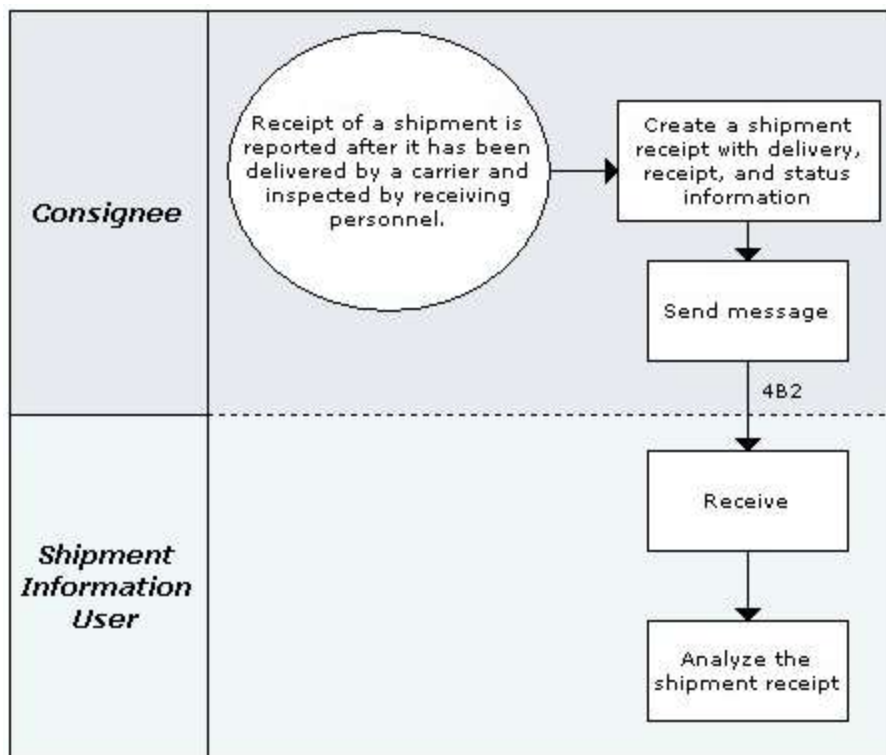 Consignee
Receipt of a shipment is
reported after it has been
delivered by a carrier and
inspected by receiving
personnel.
Create a shipment
receipt with delivery,
receipt, and status
information
Send message
4B2
Shipment
Information
User
Receive
Analyze the
shipment receipt